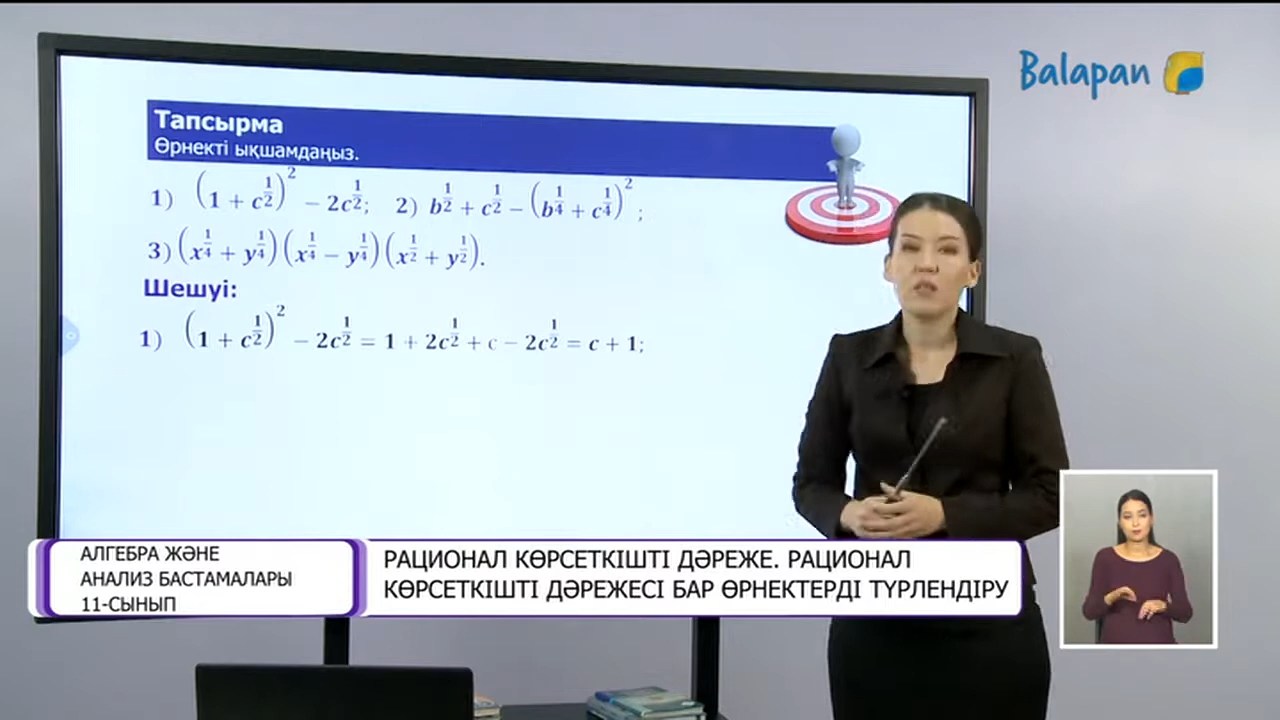 Balapan
Тапсырма
Өрнекті ықшамдаңыз.
1) (1 + c^{1/2})^2 − 2c^{1/2}; 2) b^{1/2} + c^{1/2} − (b^{1/4} + c^{1/4})^2 ;
3) (x^{1/4} + y^{1/4})(x^{1/4} − y^{1/4})(x^{1/2} + y^{1/2}).
Шешуі:
1) (1 + c^{1/2})^2 − 2c^{1/2} = 1 + 2c^{1/2} + c − 2c^{1/2} = c + 1;
АЛГЕБРА ЖӘНЕ
АНАЛИЗ БАСТАМАЛАРЫ
11-СЫНЫП
РАЦИОНАЛ КӨРСЕТКІШТІ ДӘРЕЖЕ. РАЦИОНАЛ
КӨРСЕТКІШТІ ДӘРЕЖЕСІ БАР ӨРНЕКТЕРДІ ТҮРЛЕНДІРУ